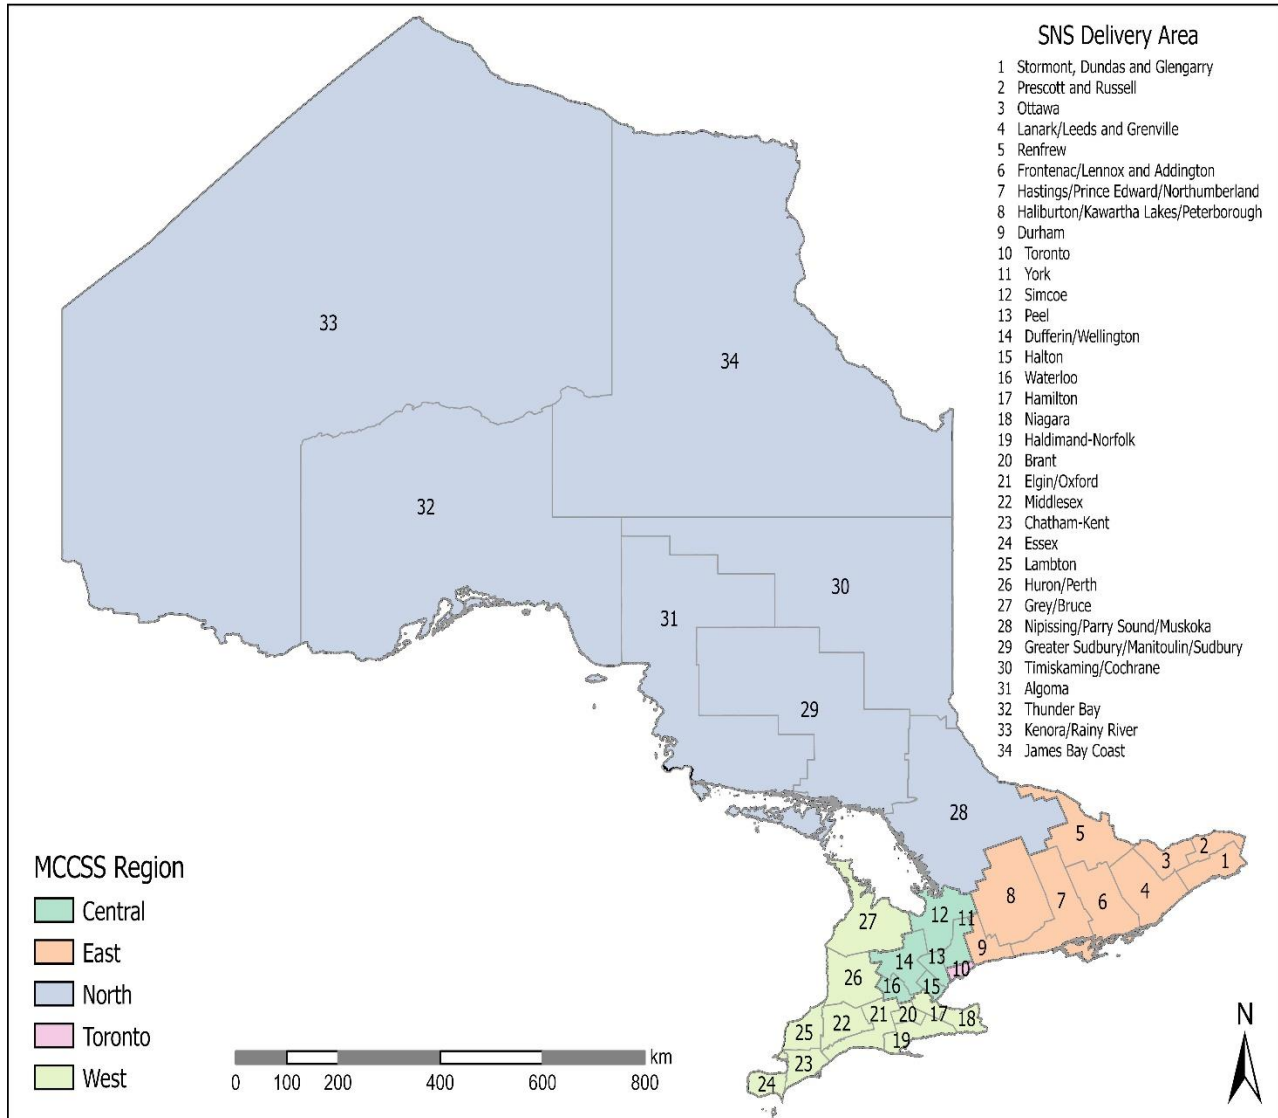 SNS Delivery Area
1 Stormont, Dundas and Glengarry
2 Prescott and Russell
3 Ottawa
4 Lanark/Leeds and Grenville
5 Renfrew
6 Frontenac/Lennox and Addington
7 Hastings/Prince Edward/Northumberland
8 Haliburton/Kawartha Lakes/Peterborough
9 Durham
10 Toronto
11 York
12 Simcoe
13 Peel
14 Dufferin/Wellington
15 Halton
16 Waterloo
17 Hamilton
18 Niagara
19 Haldimand-Norfolk
20 Brant
21 Elgin/Oxford
22 Middlesex
23 Chatham-Kent
24 Essex
25 Lambton
26 Huron/Perth
27 Grey/Bruce
28 Nipissing/Parry Sound/Muskoka
29 Greater Sudbury/Manitoulin/Sudbury
30 Timiskaming/Cochrane
31 Algoma
32 Thunder Bay
33 Kenora/Rainy River
34 James Bay Coast
33
34
32
30
31
29
28
5
3
2
1
4
6
7
8
9
27
12
11
13
14
10
26
16
15
21
20
17
18
22
19
25
23
24
MCCSS Region
Central
East
North
Toronto
West
km
0 100 200 400 600 800
N